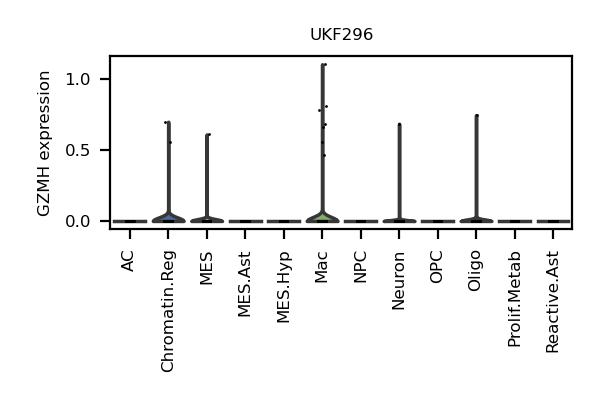 UKF296
GZMH expression
1.0
0.5
0.0
AC
Chromatin.Reg
MES
MES.Ast
MES.Hyp
Mac
NPC
Neuron
OPC
Oligo
Prolif.Metab
Reactive.Ast